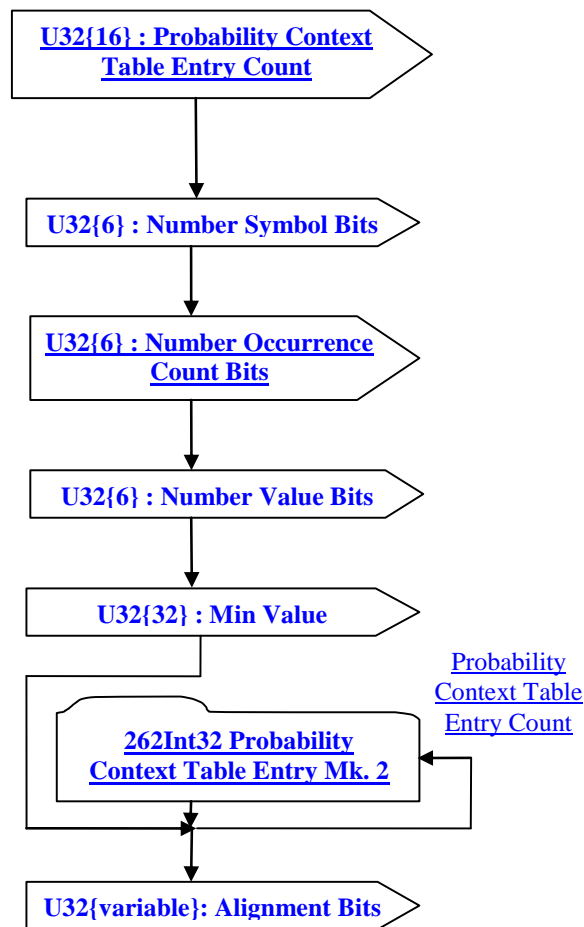 U32{16} : Probability Context
Table Entry Count
U32{6} : Number Symbol Bits
U32{6} : Number Occurrence
Count Bits
U32{6} : Number Value Bits
U32{32} : Min Value
Probability
Context Table
Entry Count
262Int32 Probability
Context Table Entry Mk. 2
U32{variable}: Alignment Bits